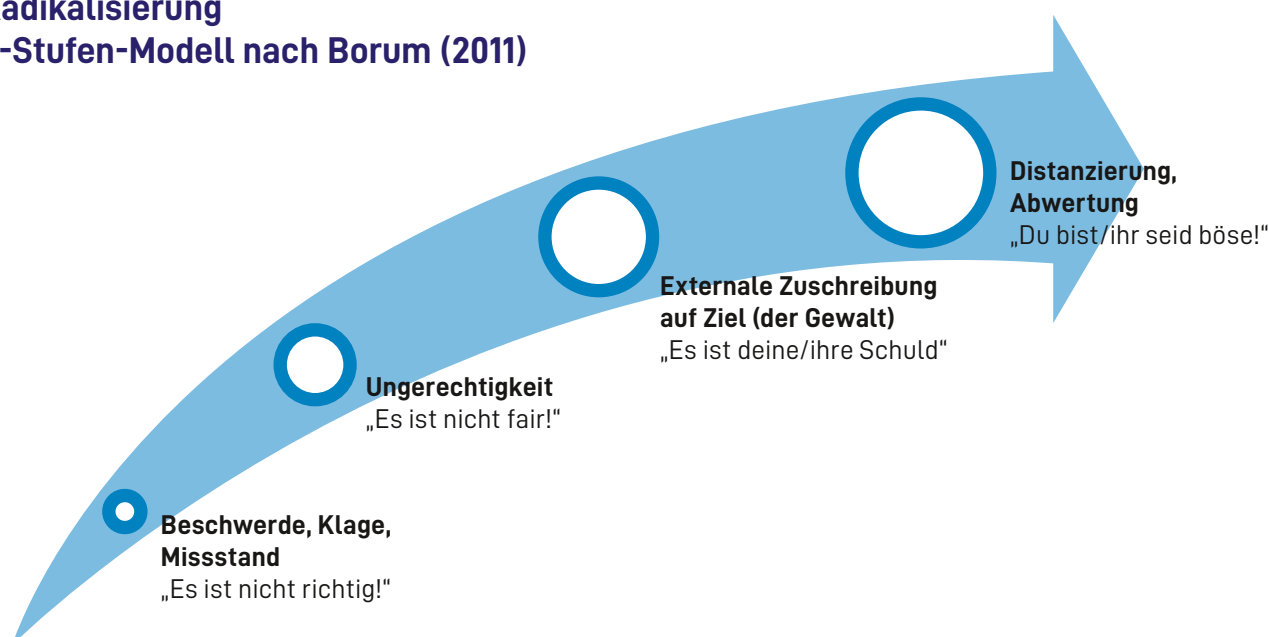 adikalisierung
-Stufen-Modell nach Borum (2011)
Distanzierung,
Abwertung
„Du bist/ihr seid böse!“
Externale Zuschreibung
auf Ziel (der Gewalt)
„Es ist deine/ihre Schuld“
Ungerechtigkeit
„Es ist nicht fair!“
Beschwerde, Klage,
Missstand
„Es ist nicht richtig!“